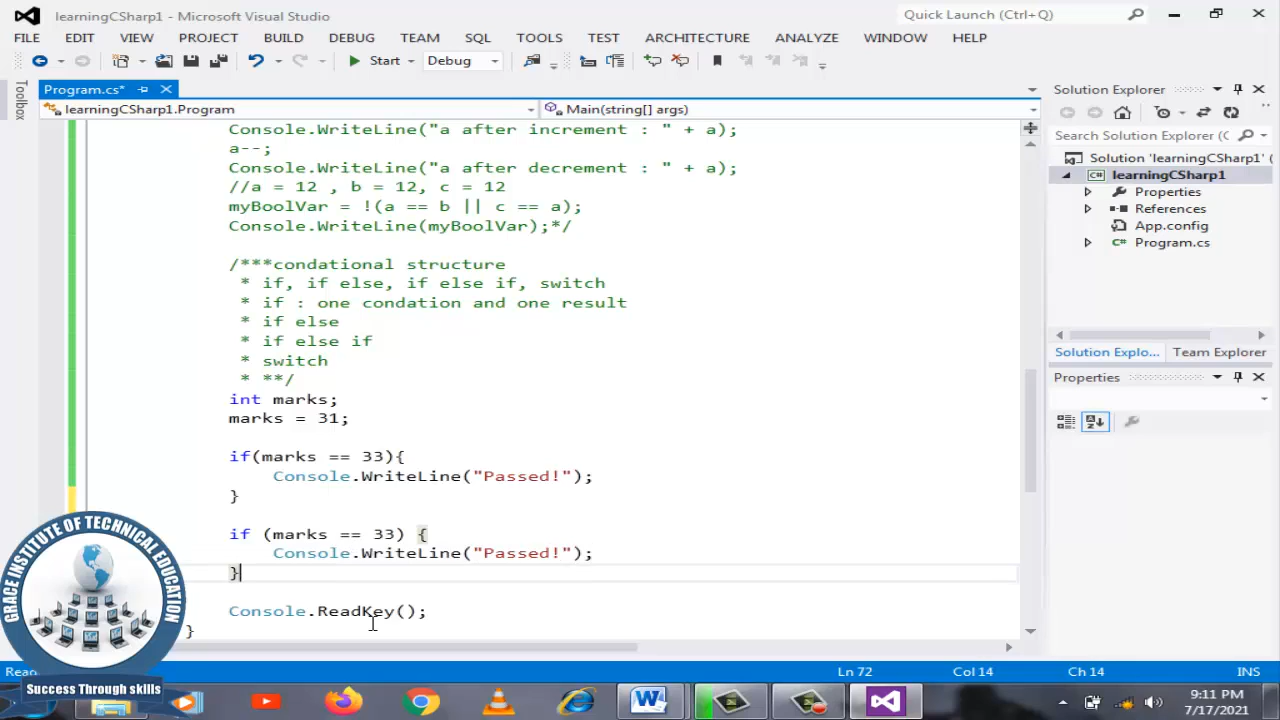 learningCSharp1 - Microsoft Visual Studio
Quick Launch (Ctrl+Q)
FILE EDIT VIEW PROJECT BUILD DEBUG TEAM SQL TOOLS TEST ARCHITECTURE ANALYZE WINDOW HELP
Start Debug
Toolbox
Program.cs*
learningCSharp1.Program Main(string[] args)
Console.WriteLine("a after increment : " + a);
a--;
Console.WriteLine("a after decrement : " + a);
//a = 12 , b = 12, c = 12
myBoolVar = !(a == b || c == a);
Console.WriteLine(myBoolVar);*/
/***condational structure
* if, if else, if else if, switch
* if : one condation and one result
* if else
* if else if
* switch
* **/
int marks;
marks = 31;
if(marks == 33){
Console.WriteLine("Passed!");
}
if (marks == 33) {
Console.WriteLine("Passed!");
}
Console.ReadKey();
}
Solution Explorer
Search Solution Explorer (C
Solution 'learningCSharp1' (
learningCSharp1
Properties
References
App.config
C# Program.cs
Solution Explo... Team Explorer
Properties
Ln 72 Col 14 Ch 14 INS
GRACE INSTITUTE OF TECHNICAL EDUCATION
Success Through skills
9:11 PM
7/17/2021